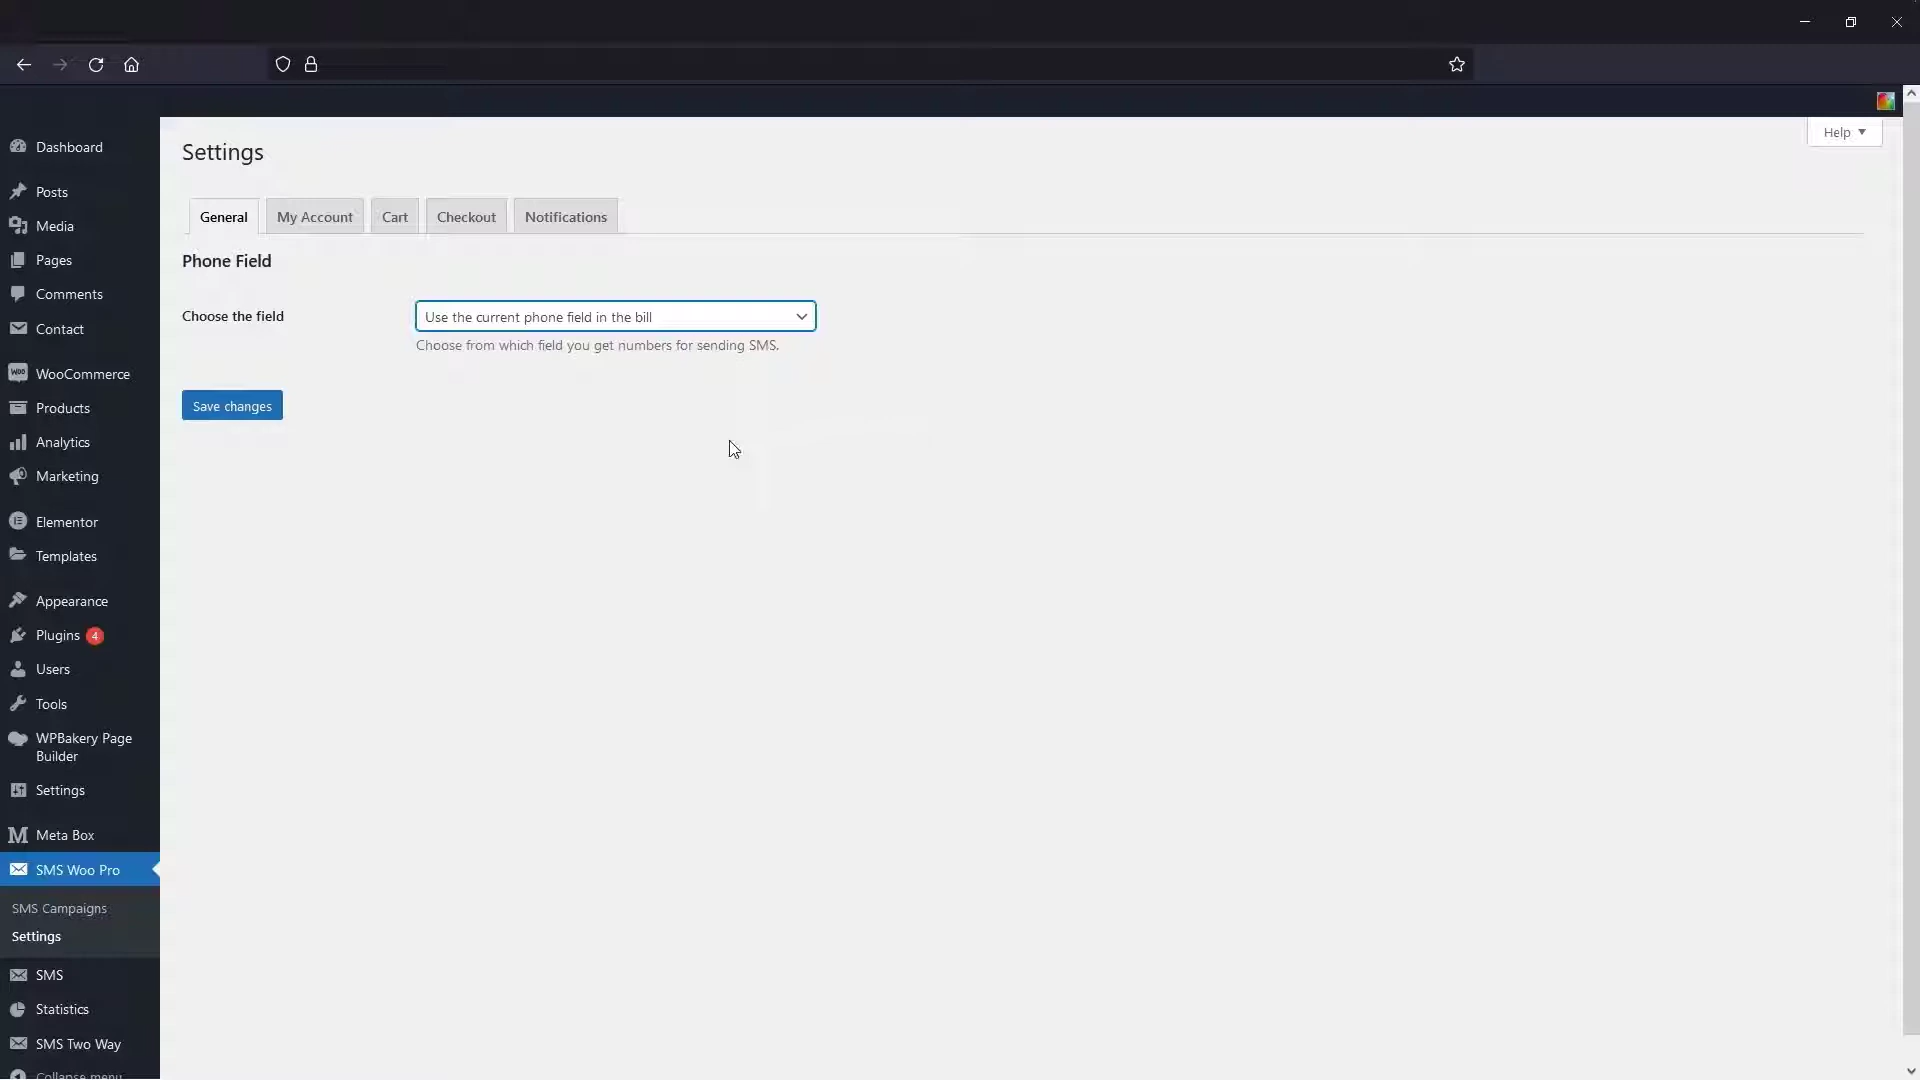 Help
Dashboard
Settings
Posts
General
My Account
Cart
Checkout
Notifications
Media
Pages
Phone Field
Comments
Choose the field
Use the current phone field in the bill
Contact
Choose from which field you get numbers for sending SMS.
WooCommerce
Products
Save changes
Analytics
Marketing
Elementor
Templates
Appearance
Plugins 4
Users
Tools
WPBakery Page
Builder
Settings
Meta Box
SMS Woo Pro
SMS Campaigns
Settings
SMS
Statistics
SMS Two Way
Collapse menu